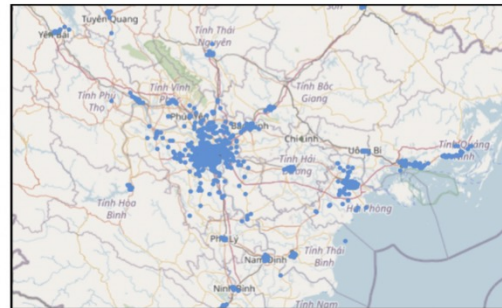 Tuyên Quang
Yên Bái
Tỉnh Thái
Nguyên
Tỉnh Vĩnh
Tỉnh Phú
Thọ
Tỉnh Bắc
Giang
Chí Linh
Uông Bí
Tỉnh Quảng
Tỉnh Hải
Tỉnh Hòa
Bình
Hải Phòng
Phủ Lý
Nam Định
Tỉnh Thái
Bình
Ninh Bình
Tỉnh Nam